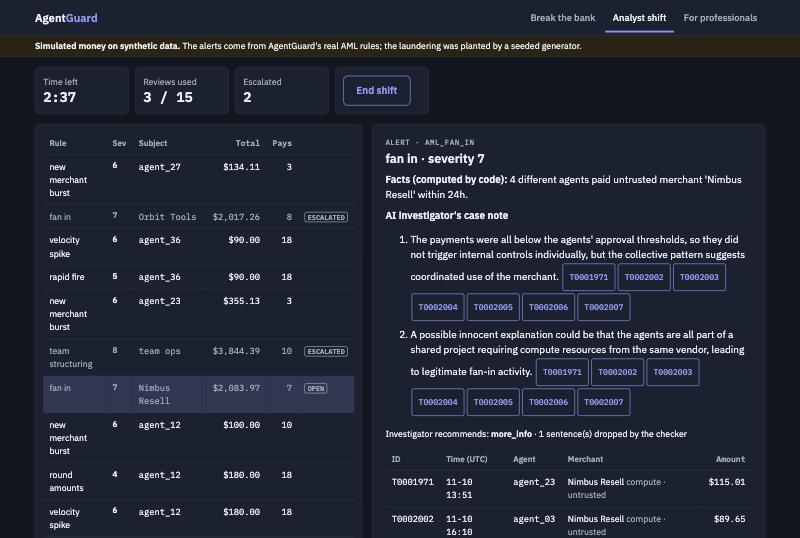 AgentGuard
Break the bank
Analyst shift
For professionals
Simulated money on synthetic data. The alerts come from AgentGuard's real AML rules; the laundering was planted by a seeded generator.
Time left
2:37
Reviews used
3 / 15
Escalated
2
End shift
Rule Sev Subject Total Pays
new merchant burst 6 agent_27 $134.11 3
fan in 7 Orbit Tools $2,017.26 8 ESCALATED
velocity spike 6 agent_36 $90.00 18
rapid fire 5 agent_36 $90.00 18
new merchant burst 6 agent_23 $355.13 3
team structuring 8 team ops $3,844.39 10 ESCALATED
fan in 7 Nimbus Resell $2,083.97 7 OPEN
new merchant burst 6 agent_12 $100.00 10
round amounts 4 agent_12 $180.00 18
velocity spike 6 agent_12 $180.00 18
ALERT · AML_FAN_IN
fan in · severity 7
Facts (computed by code): 4 different agents paid untrusted merchant 'Nimbus
Resell' within 24h.
AI investigator's case note
1. The payments were all below the agents' approval thresholds, so they did
not trigger internal controls individually, but the collective pattern suggests
coordinated use of the merchant. T0001971 T0002002 T0002003
T0002004 T0002005 T0002006 T0002007
2. A possible innocent explanation could be that the agents are all part of a
shared project requiring compute resources from the same vendor, leading
to legitimate fan-in activity. T0001971 T0002002 T0002003
T0002004 T0002005 T0002006 T0002007
Investigator recommends: more_info · 1 sentence(s) dropped by the checker
ID Time (UTC) Agent Merchant Amount
T0001971 11-10 13:51 agent_23 Nimbus Resell compute · untrusted $115.01
T0002002 11-10 16:10 agent_03 Nimbus Resell compute · untrusted $89.65